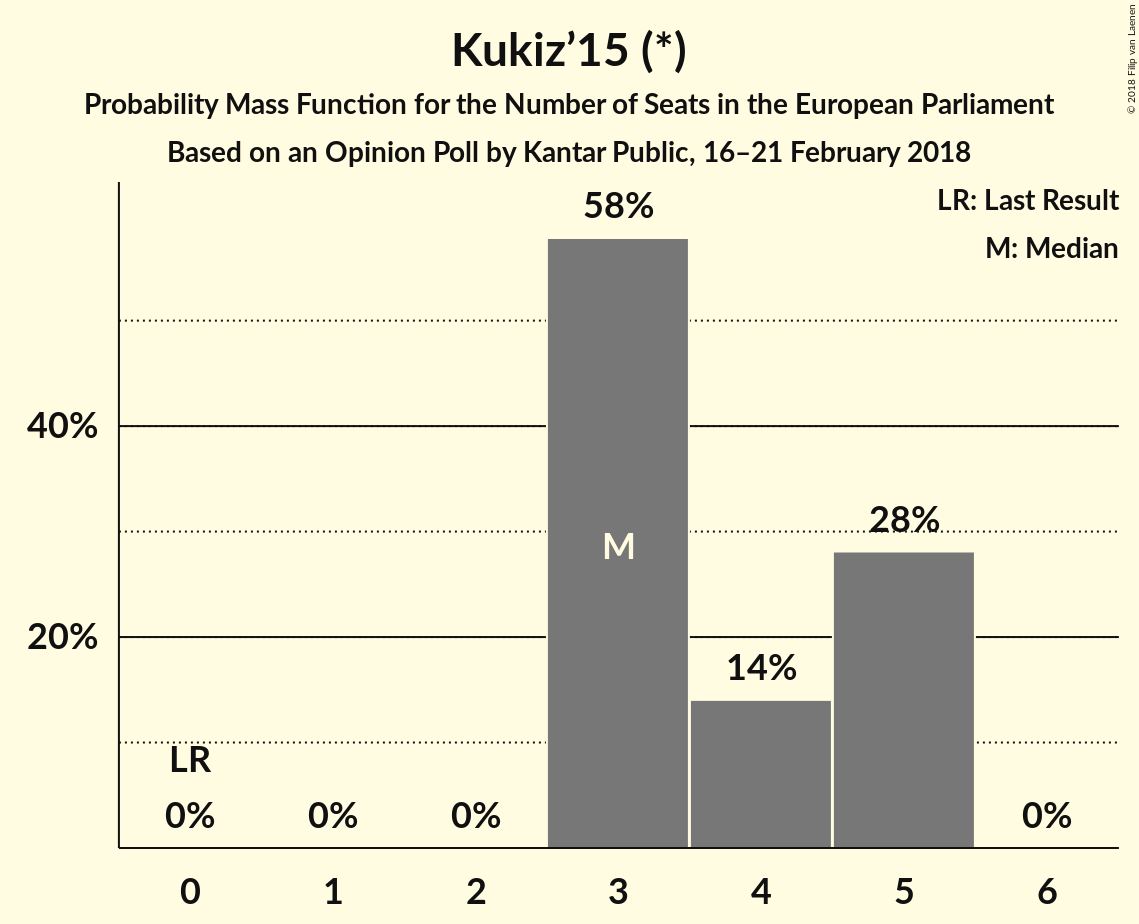 Kukiz’15 (*)
Probability Mass Function for the Number of Seats in the European Parliament
Based on an Opinion Poll by Kantar Public, 16–21 February 2018
© 2018 Filip van Laenen
LR: Last Result
M: Median
58%
40%
M
28%
20%
14%
LR
0%
0%
0%
0%
0
1
2
3
4
5
6